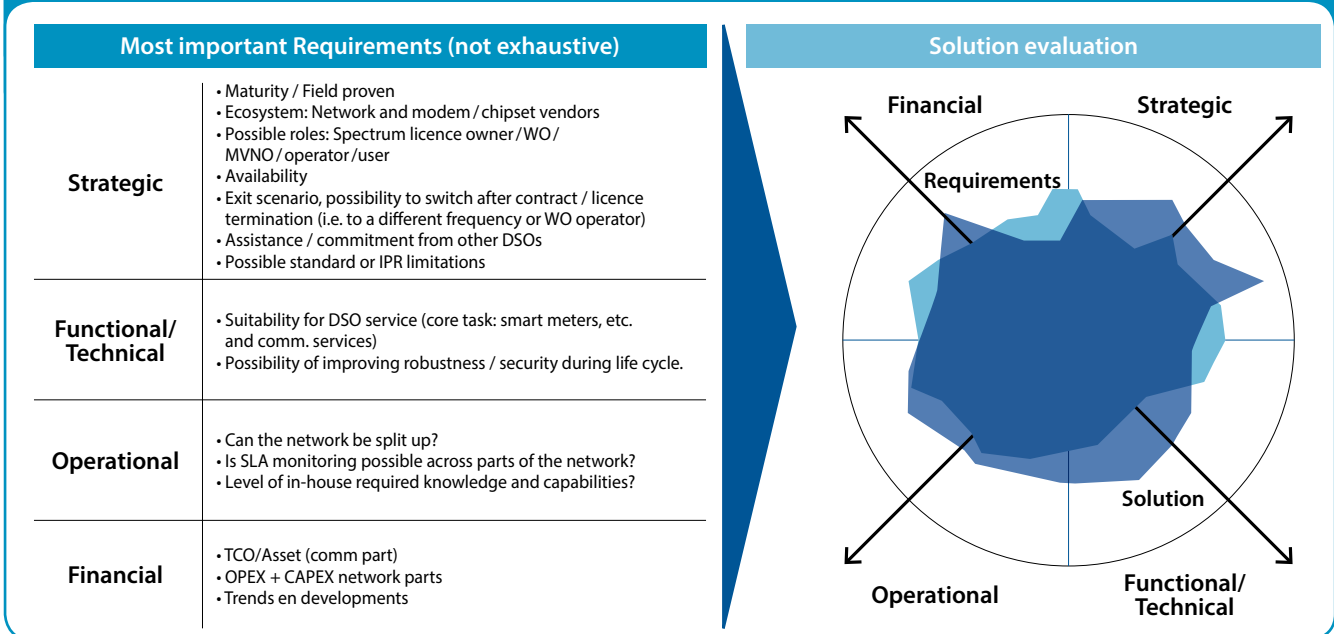 Most important Requirements (not exhaustive)
Strategic
• Maturity / Field proven
• Ecosystem: Network and modem / chipset vendors
• Possible roles: Spectrum licence owner / WO /
MVNO / operator / user
• Availability
• Exit scenario, possibility to switch after contract / licence
termination (i.e. to a different frequency or WO operator)
• Assistance / commitment from other DSOs
• Possible standard or IPR limitations
Functional/
Technical
• Suitability for DSO service (core task: smart meters, etc.
and comm. services)
• Possibility of improving robustness / security during life cycle.
Operational
• Can the network be split up?
• Is SLA monitoring possible across parts of the network?
• Level of in-house required knowledge and capabilities?
Financial
• TCO/Asset (comm part)
• OPEX + CAPEX network parts
• Trends en developments
Solution evaluation
Financial
Strategic
Requirements
Solution
Operational
Functional/
Technical